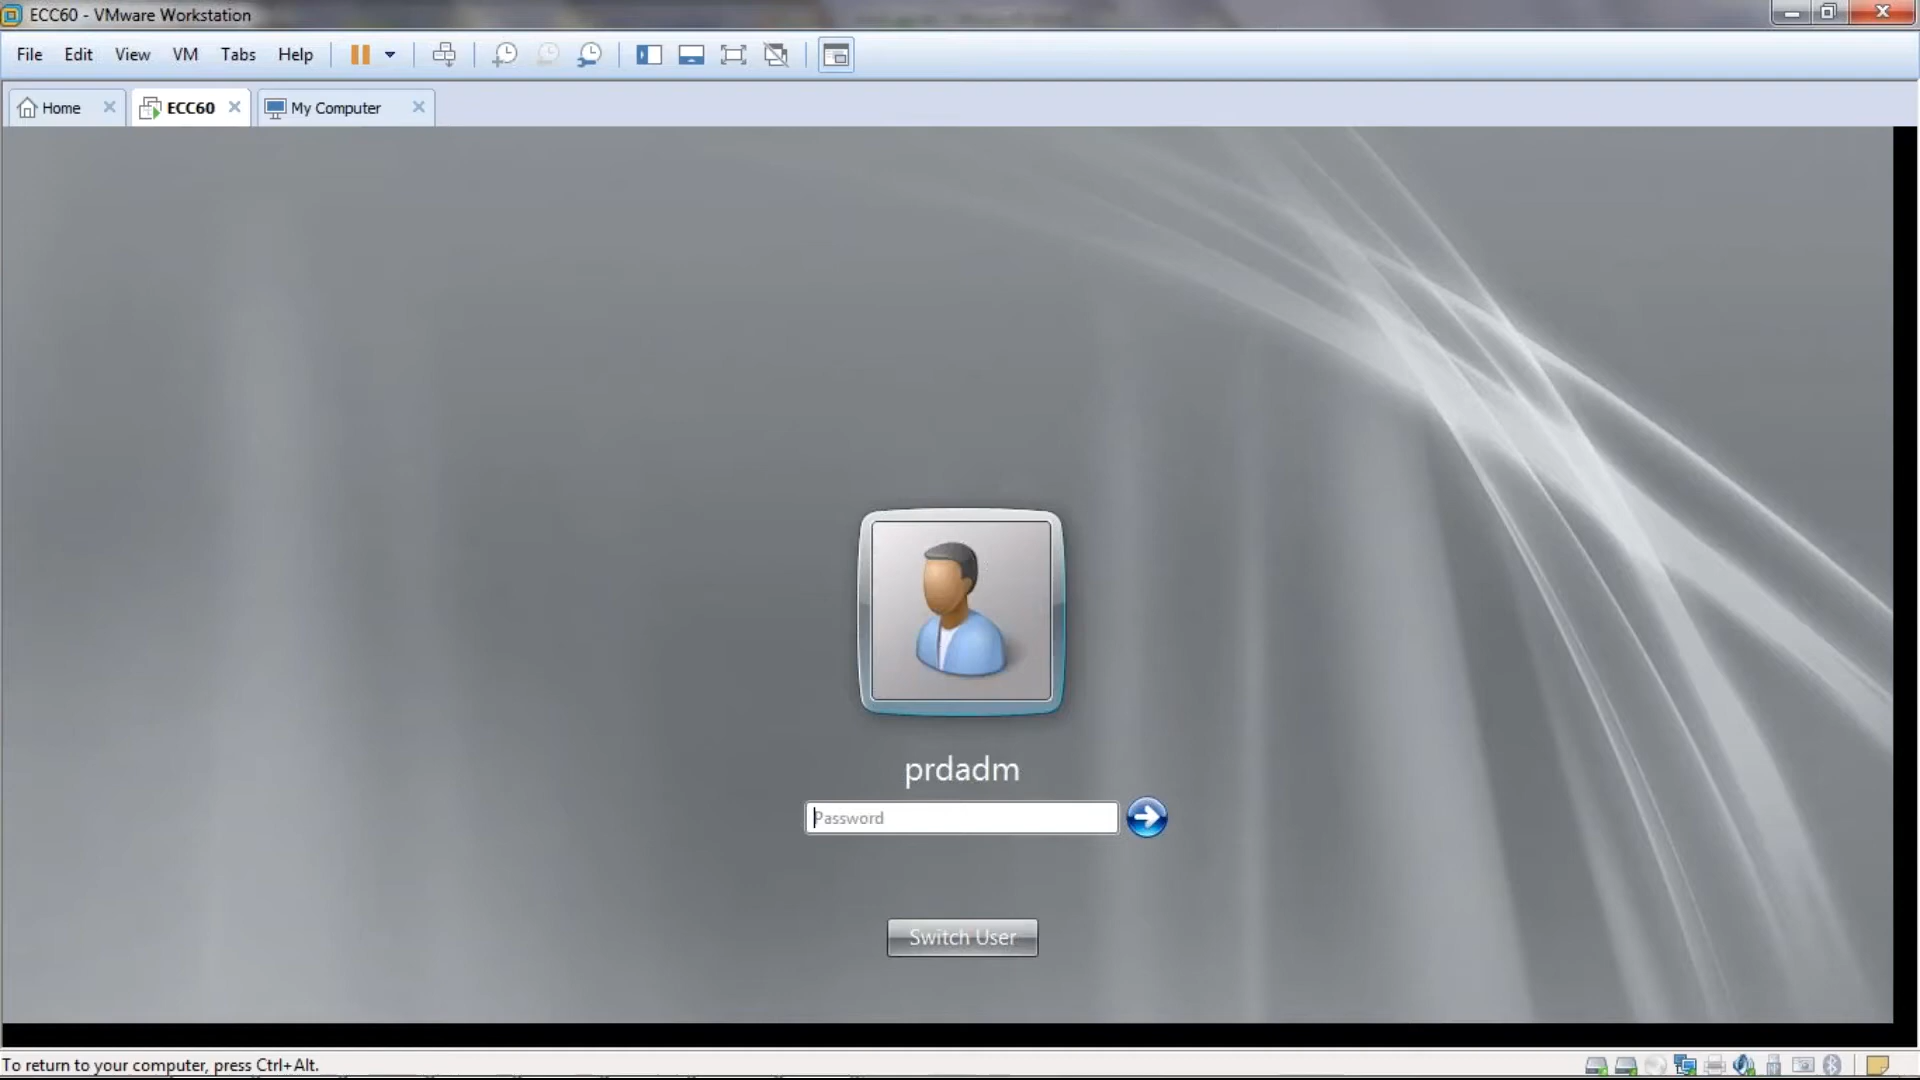 ECC60 - VMware Workstation
File Edit View VM Tabs Help
Home ECC60 My Computer
prdadm
Password
Switch User
To return to your computer, press Ctrl+Alt.